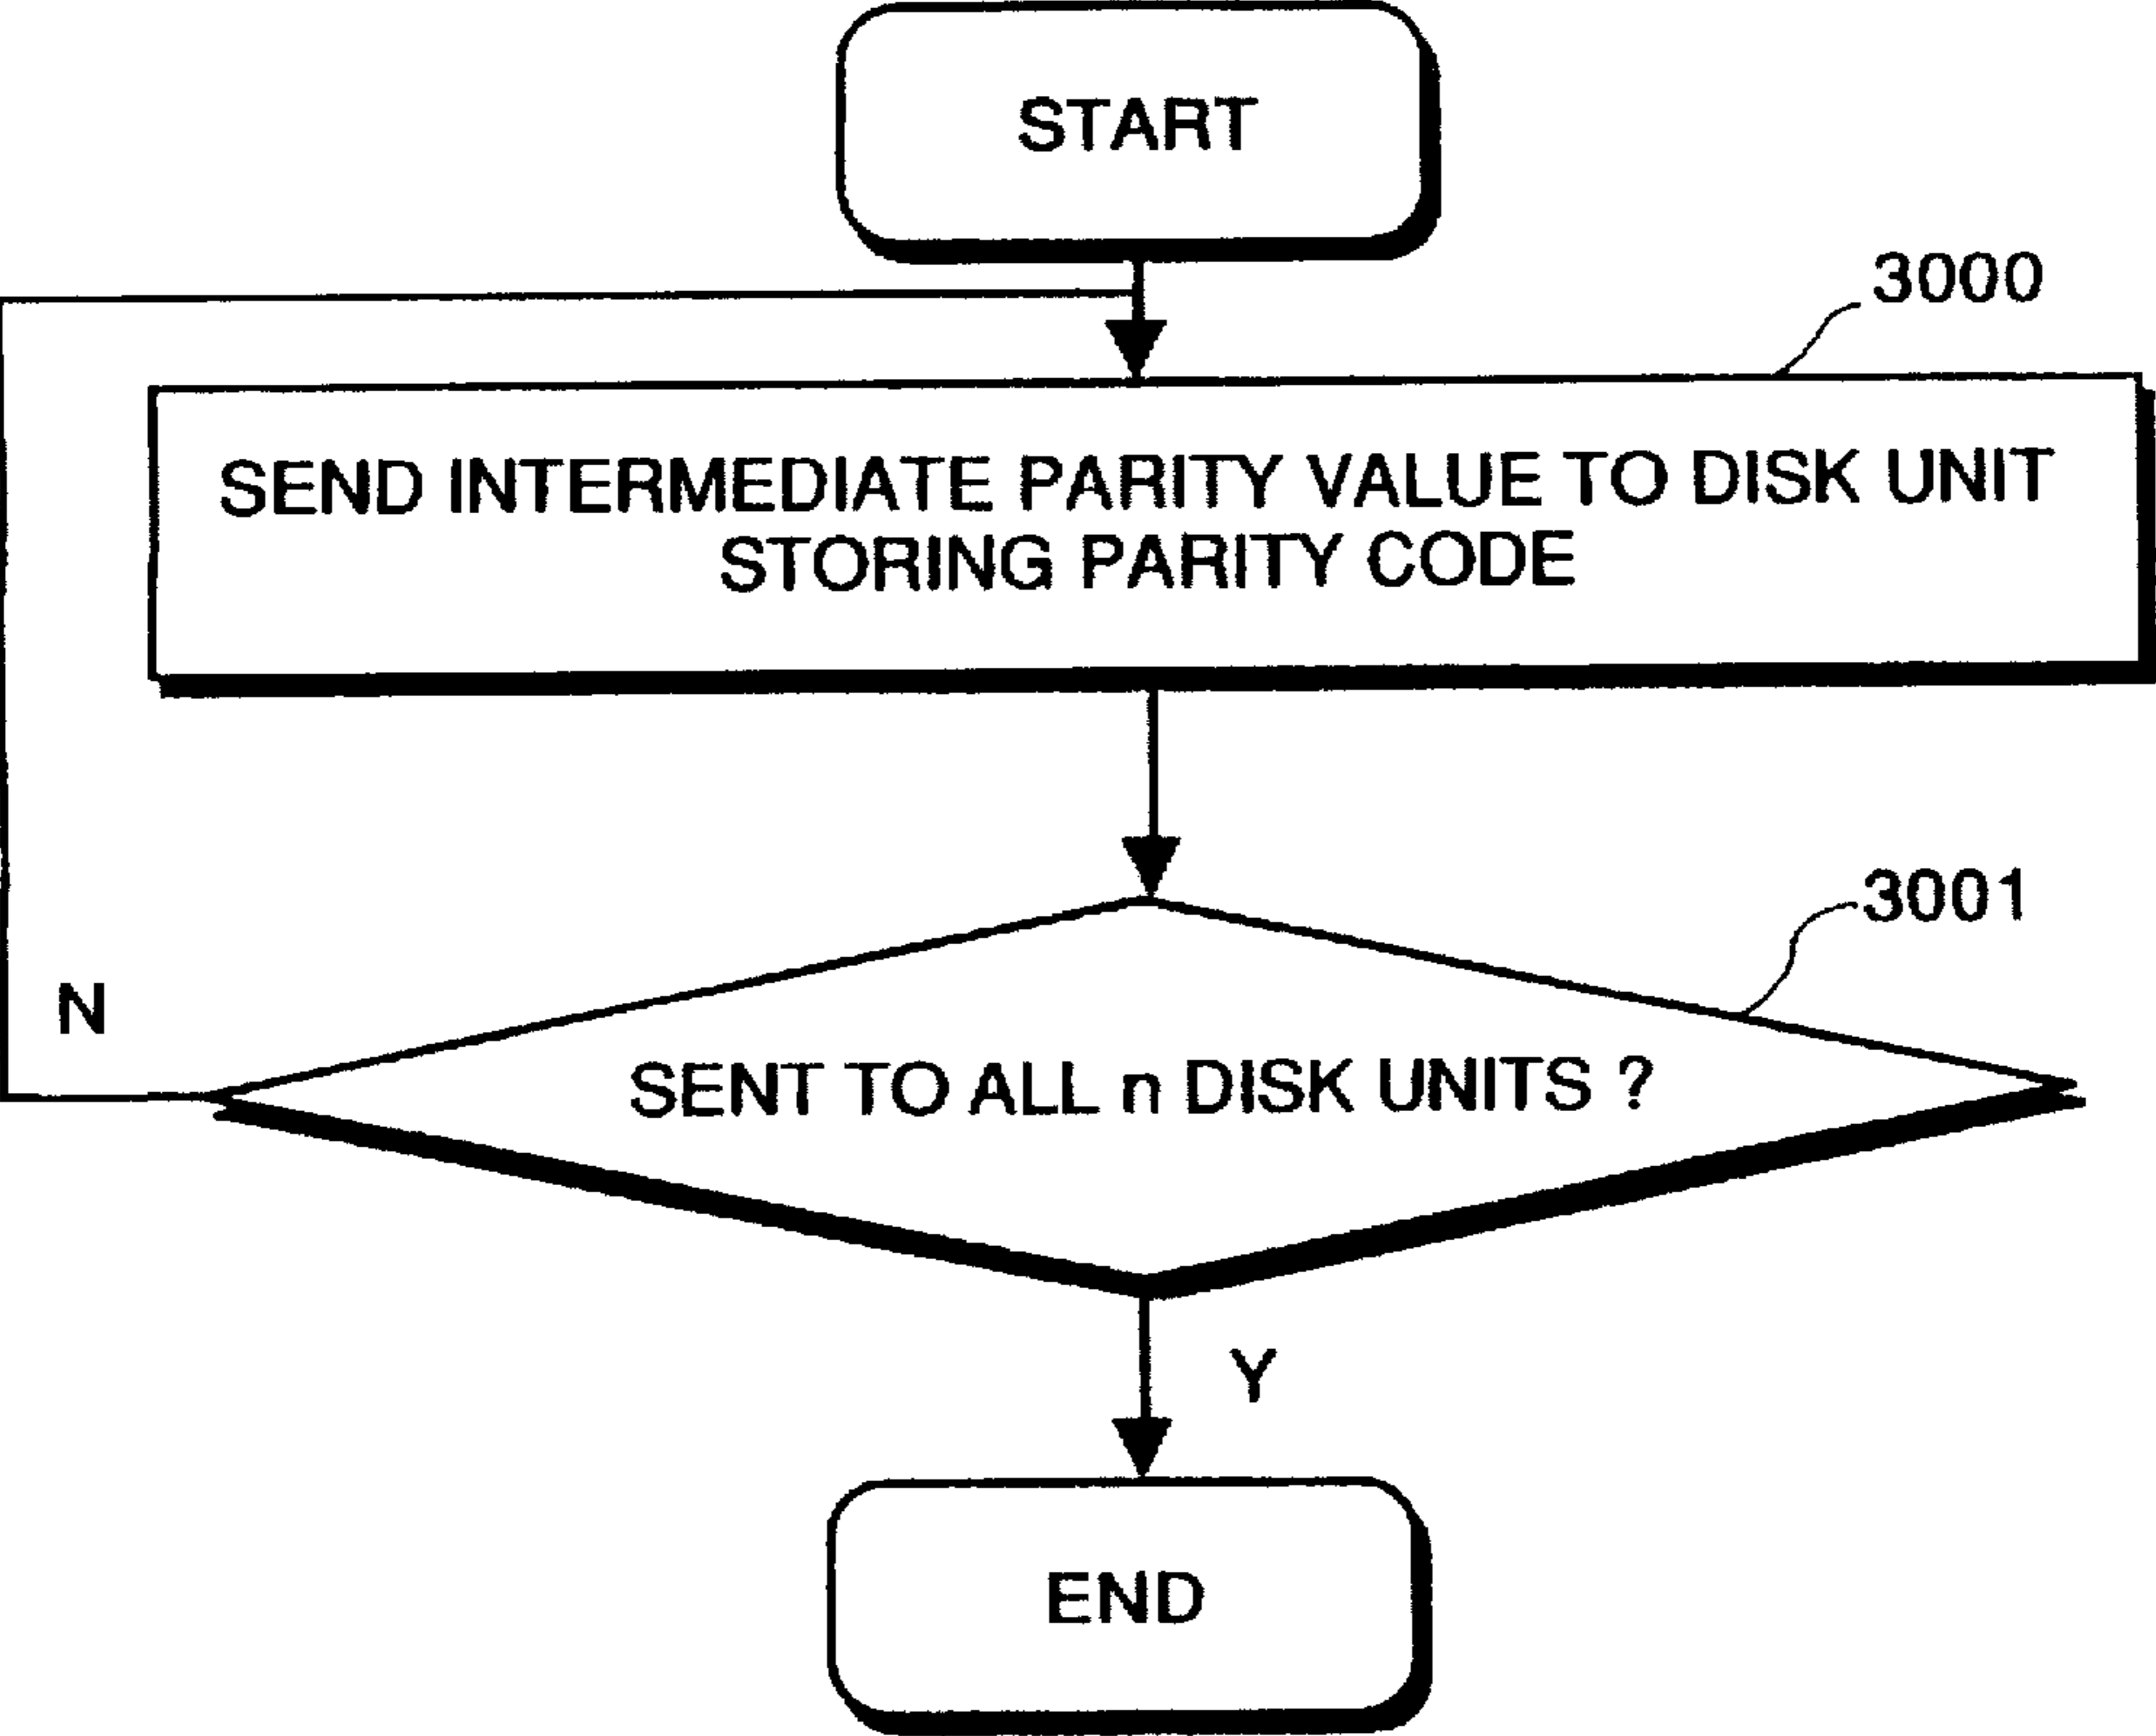 START
3000
SEND INTERMEDIATE PARITY VALUE TO DISK UNIT
STORING PARITY CODE
3001
N
SENT TO ALL n DISK UNITS ?
Y
END